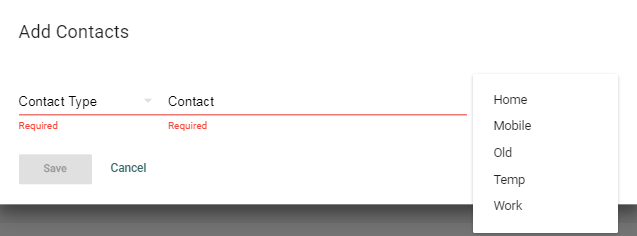 Add Contacts
Contact Type
Contact
Required
Required
Save
Cancel
Home
Mobile
Old
Temp
Work